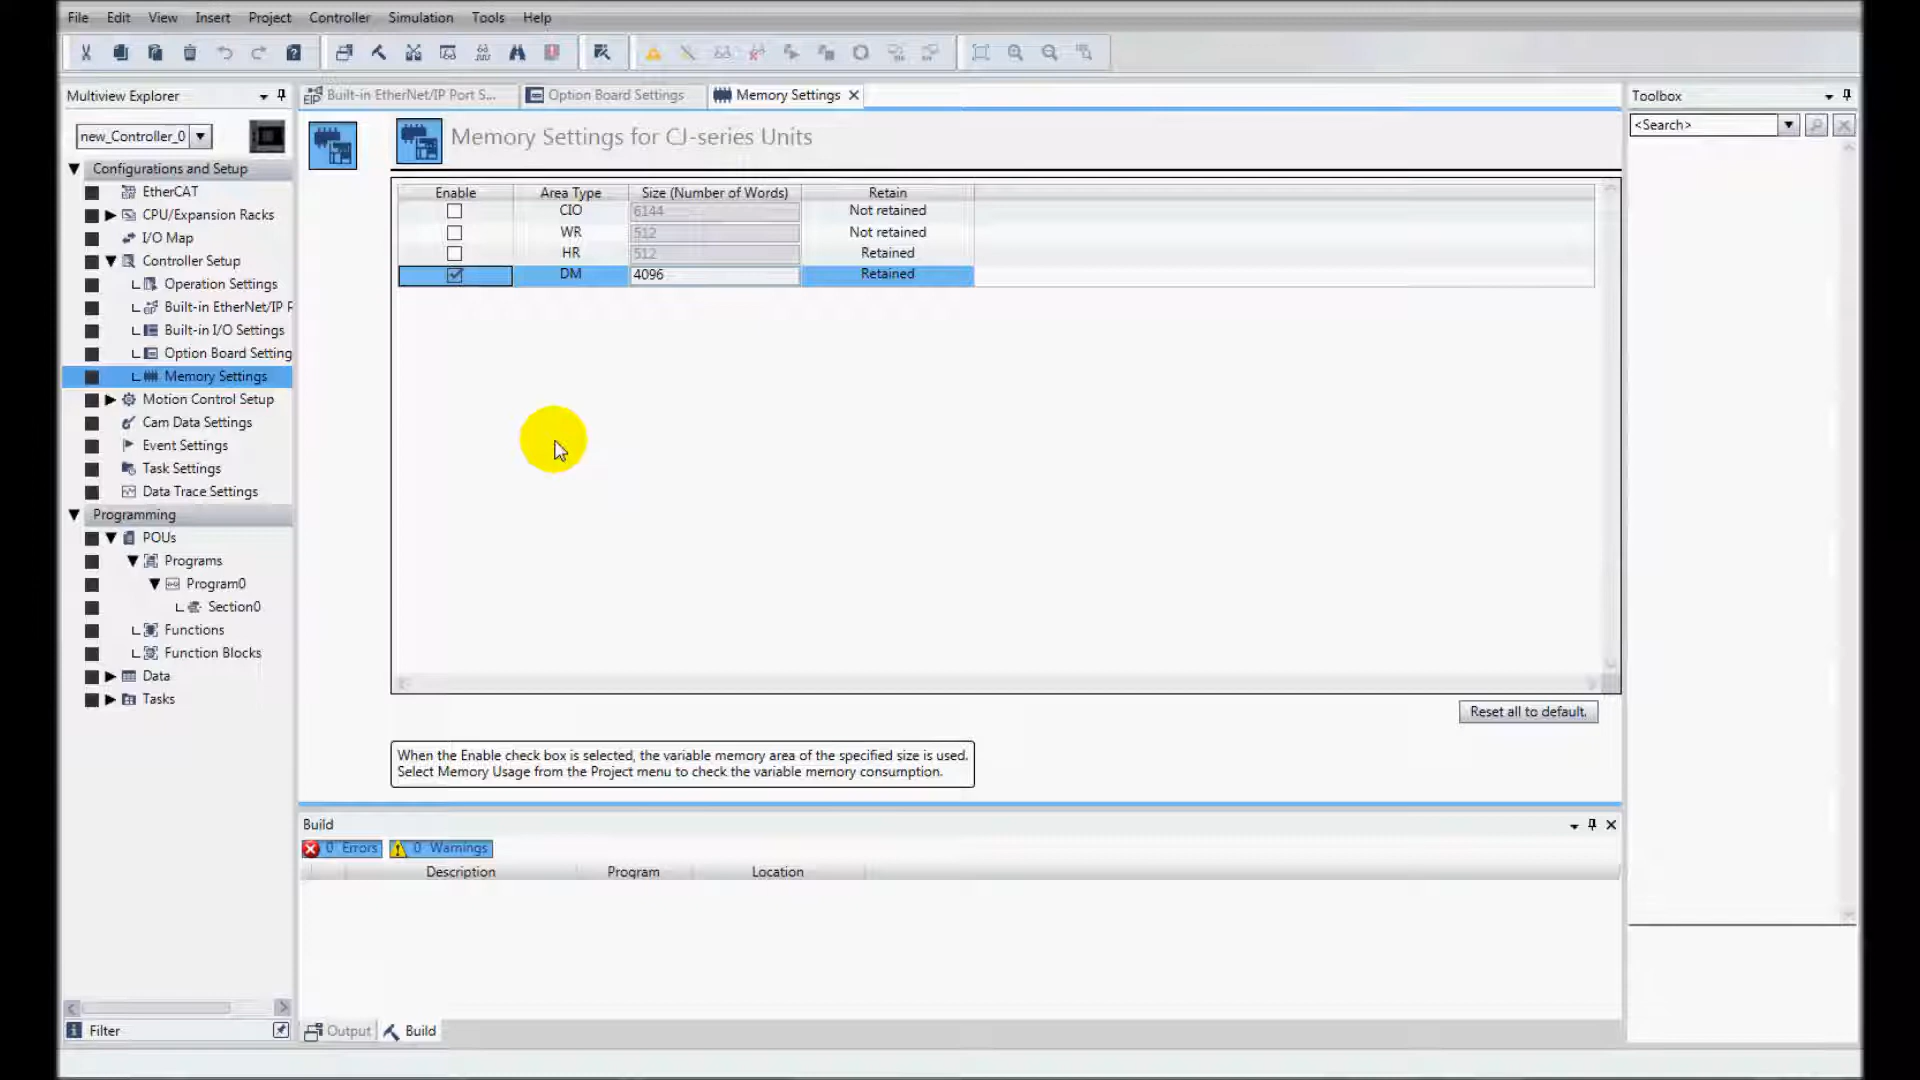 File Edit View Insert Project Controller Simulation Tools Help
Multiview Explorer
Built-in EtherNet/IP Port S...
Option Board Settings
Memory Settings
Toolbox
new_Controller_0
<Search>
Memory Settings for CJ-series Units
Configurations and Setup
EtherCAT
CPU/Expansion Racks
I/O Map
Controller Setup
Operation Settings
Built-in EtherNet/IP P
Built-in I/O Settings
Option Board Setting
Memory Settings
Motion Control Setup
Cam Data Settings
Event Settings
Task Settings
Data Trace Settings
Programming
POUs
Programs
Program0
Section0
Functions
Function Blocks
Data
Tasks
Filter
Enable Area Type Size (Number of Words) Retain
CIO 6144 Not retained
WR 512 Not retained
HR 512 Retained
DM 4096 Retained
Reset all to default.
When the Enable check box is selected, the variable memory area of the specified size is used.
Select Memory Usage from the Project menu to check the variable memory consumption.
Build
0 Errors 0 Warnings
Description Program Location
Output Build